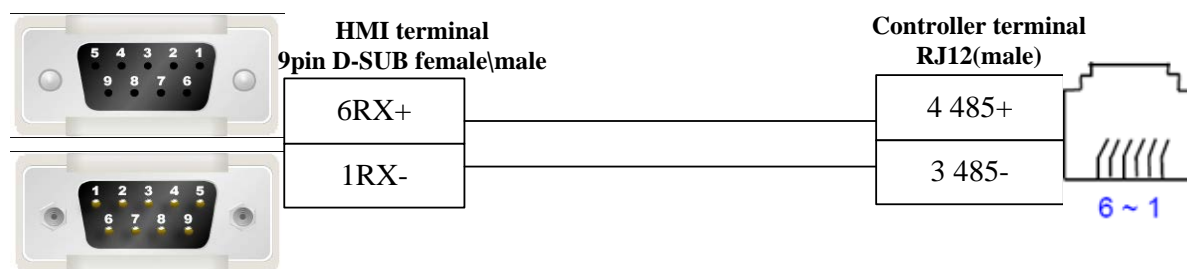 HMI terminal
9pin D-SUB female\male
Controller terminal
RJ12(male)
5 4 3 2 1
9 8 7 6
6RX+
1RX-
4 485+
3 485-
1 2 3 4 5
6 7 8 9
6 ~ 1